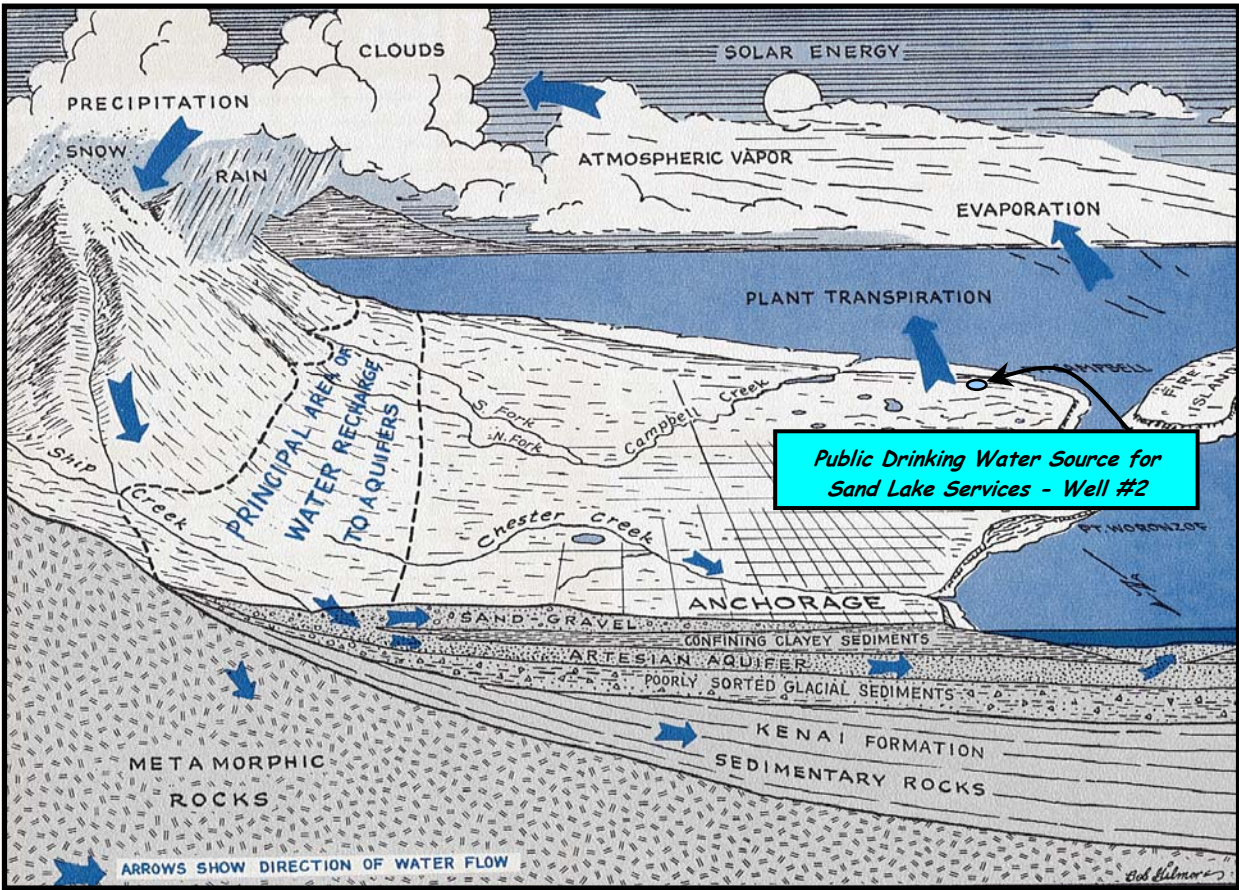 CLOUDS
SOLAR ENERGY
PRECIPITATION
SNOW
RAIN
ATMOSPHERIC VAPOR
EVAPORATION
PLANT TRANSPIRATION
CAMPBELL
FIRE
ISLAND
PRINCIPAL AREA OF
WATER RECHARGE
TO AQUIFERS
S. Fork
N. Fork
Campbell Creek
Public Drinking Water Source for
Sand Lake Services - Well #2
Ship
Creek
Chester Creek
PT. WORONZOF
N
ANCHORAGE
SAND-GRAVEL
CONFINING CLAYEY SEDIMENTS
ARTESIAN AQUIFER
POORLY SORTED GLACIAL SEDIMENTS
KENAI FORMATION
SEDIMENTARY ROCKS
METAMORPHIC
ROCKS
ARROWS SHOW DIRECTION OF WATER FLOW
Bob Gilmore